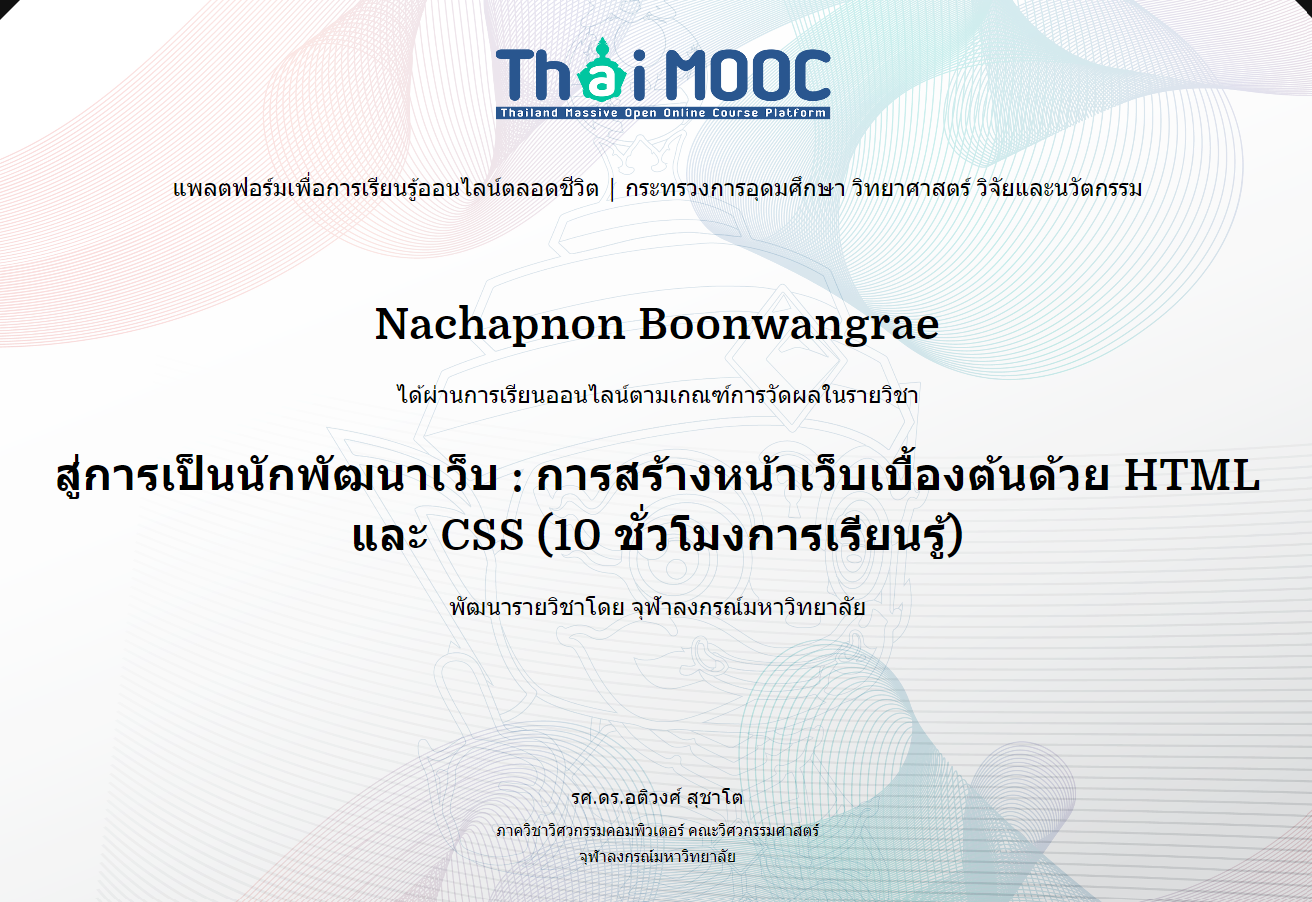 Thai MOOC
Thailand Massive Open Online Course Platform
แพลตฟอร์มเพื่อการเรียนรู้ออนไลน์ตลอดชีวิต | กระทรวงการอุดมศึกษา วิทยาศาสตร์ วิจัยและนวัตกรรม
Nachapnon Boonwangrae
ได้ผ่านการเรียนออนไลน์ตามเกณฑ์การวัดผลในรายวิชา
สู่การเป็นนักพัฒนาเว็บ : การสร้างหน้าเว็บเบื้องต้นด้วย HTML
และ CSS (10 ชั่วโมงการเรียนรู้)
พัฒนารายวิชาโดย จุฬาลงกรณ์มหาวิทยาลัย
รศ.ดร.อติวงศ์ สุชาโต
ภาควิชาวิศวกรรมคอมพิวเตอร์ คณะวิศวกรรมศาสตร์
จุฬาลงกรณ์มหาวิทยาลัย